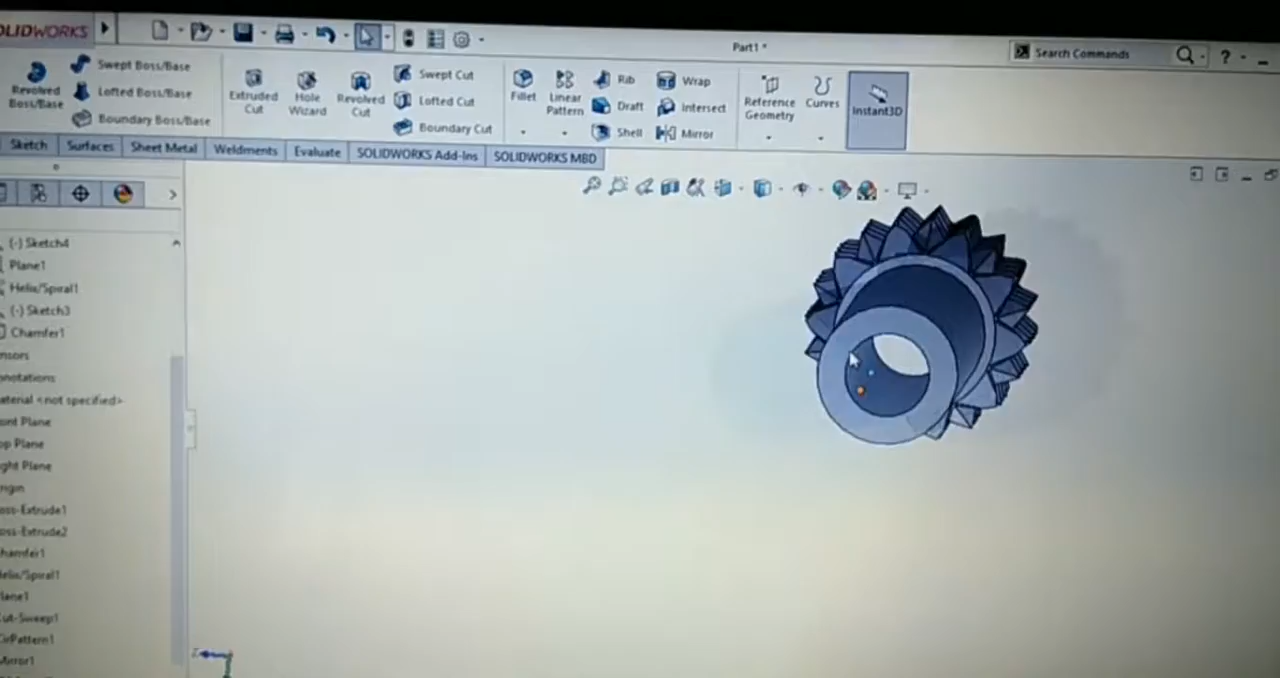 OLIDWORKS
Part1 *
Search Commands
?
Revolved
Boss/Base
Swept Boss/Base
Lofted Boss/Base
Boundary Boss/Base
Extruded
Cut
Hole
Wizard
Revolved
Cut
Swept Cut
Lofted Cut
Boundary Cut
Fillet
Linear
Pattern
Rib
Draft
Shell
Wrap
Intersect
Mirror
Reference
Geometry
Curves
Instant3D
Sketch
Surfaces
Sheet Metal
Weldments
Evaluate
SOLIDWORKS Add-Ins
SOLIDWORKS MBD
(-) Sketch4
Plane1
Helix/Spiral1
(-) Sketch3
Chamfer1
nsors
nnotations
aterial <not specified>
ont Plane
op Plane
ght Plane
rigin
oss-Extrude1
oss-Extrude2
hamfer1
elix/Spiral1
lane1
ut-Sweep1
irPattern1
Mirror1
Z